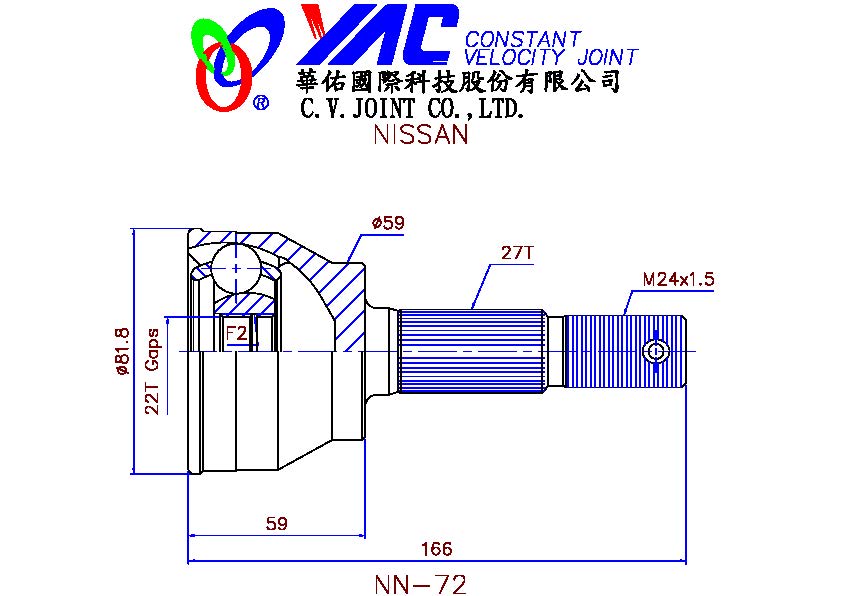 YAC CONSTANT
VELOCITY JOINT
®
華佑國際科技股份有限公司
C.V.JOINT CO.,LTD.
NISSAN
ø59
27T
M24x1.5
F2
ø81.8
22T Gaps
59
166
NN-72